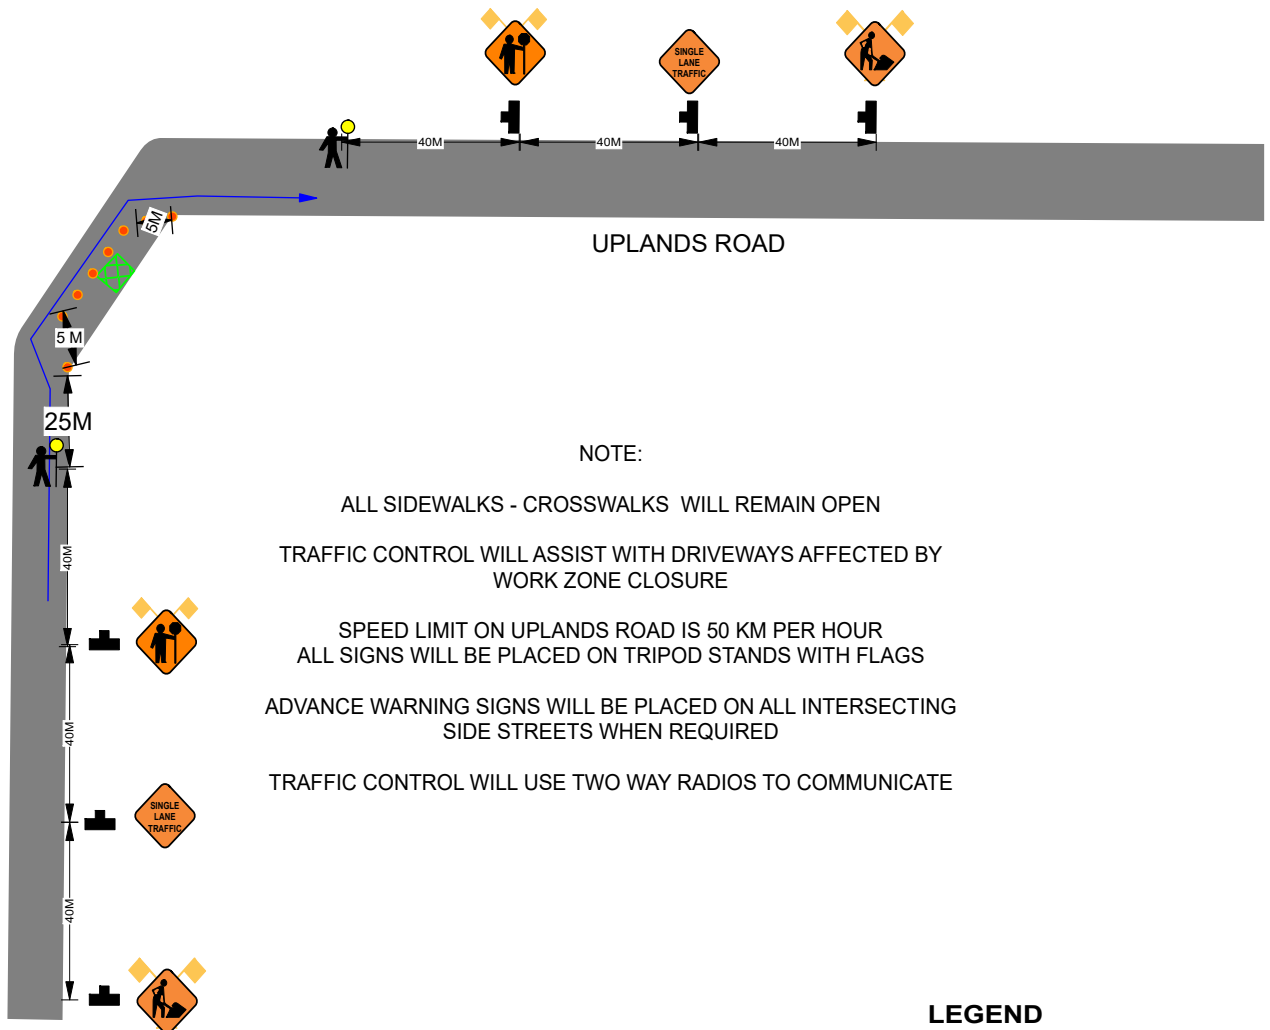 SINGLE
LANE
TRAFFIC
40M
40M
40M
5M
UPLANDS ROAD
5 M
25M
NOTE:
ALL SIDEWALKS - CROSSWALKS WILL REMAIN OPEN
TRAFFIC CONTROL WILL ASSIST WITH DRIVEWAYS AFFECTED BY
WORK ZONE CLOSURE
SPEED LIMIT ON UPLANDS ROAD IS 50 KM PER HOUR
ALL SIGNS WILL BE PLACED ON TRIPOD STANDS WITH FLAGS
ADVANCE WARNING SIGNS WILL BE PLACED ON ALL INTERSECTING
SIDE STREETS WHEN REQUIRED
TRAFFIC CONTROL WILL USE TWO WAY RADIOS TO COMMUNICATE
40M
40M
SINGLE
LANE
TRAFFIC
40M
LEGEND